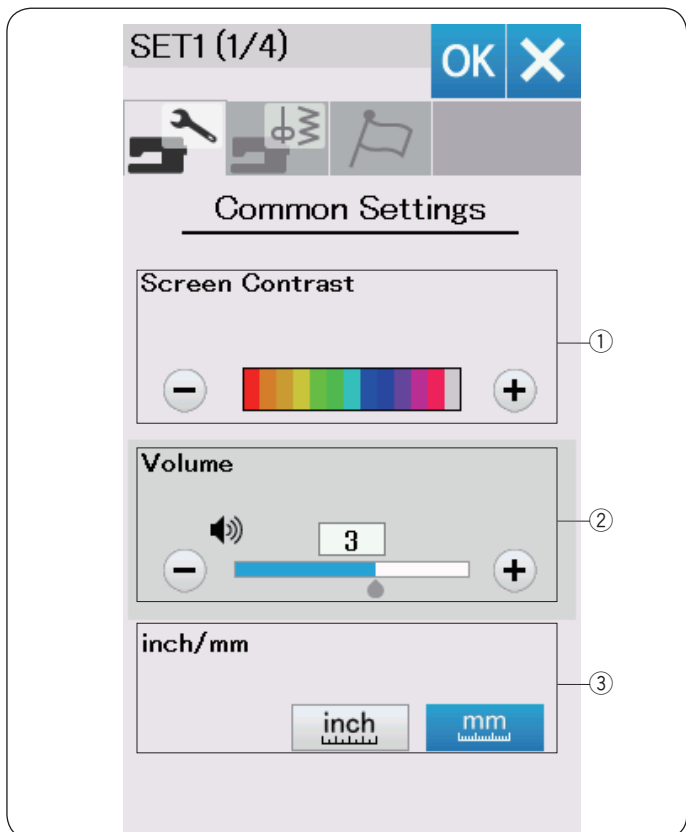 SET1 (1/4)
OK
Common Settings
Screen Contrast
①
− +
Volume
3
②
− +
inch/mm
③
inch mm